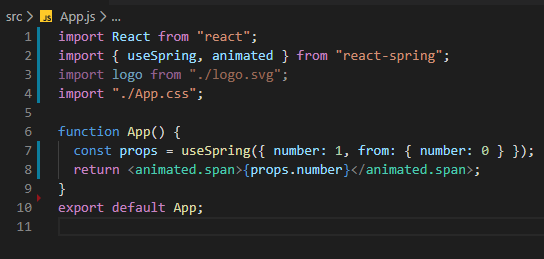 src > JS App.js > ...
1 import React from "react";
2 import { useSpring, animated } from "react-spring";
3 import logo from "./logo.svg";
4 import "./App.css";
5
6 function App() {
7   const props = useSpring({ number: 1, from: { number: 0 } });
8   return <animated.span>{props.number}</animated.span>;
9 }
10 export default App;
11